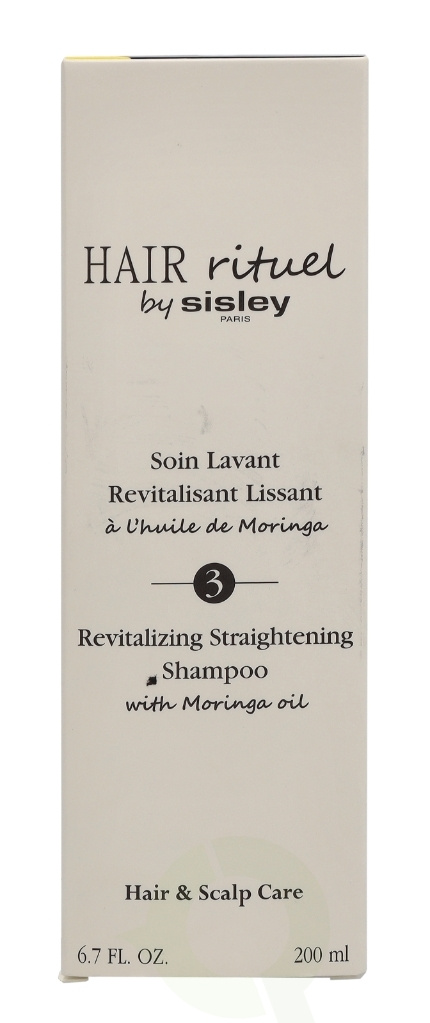 HAIR rituel
by sisley
PARIS
Soin Lavant
Revitalisant Lissant
à l'huile de Moringa
3
Revitalizing Straightening
Shampoo
with Moringa oil
Hair & Scalp Care
6.7 FL. OZ. 200 ml